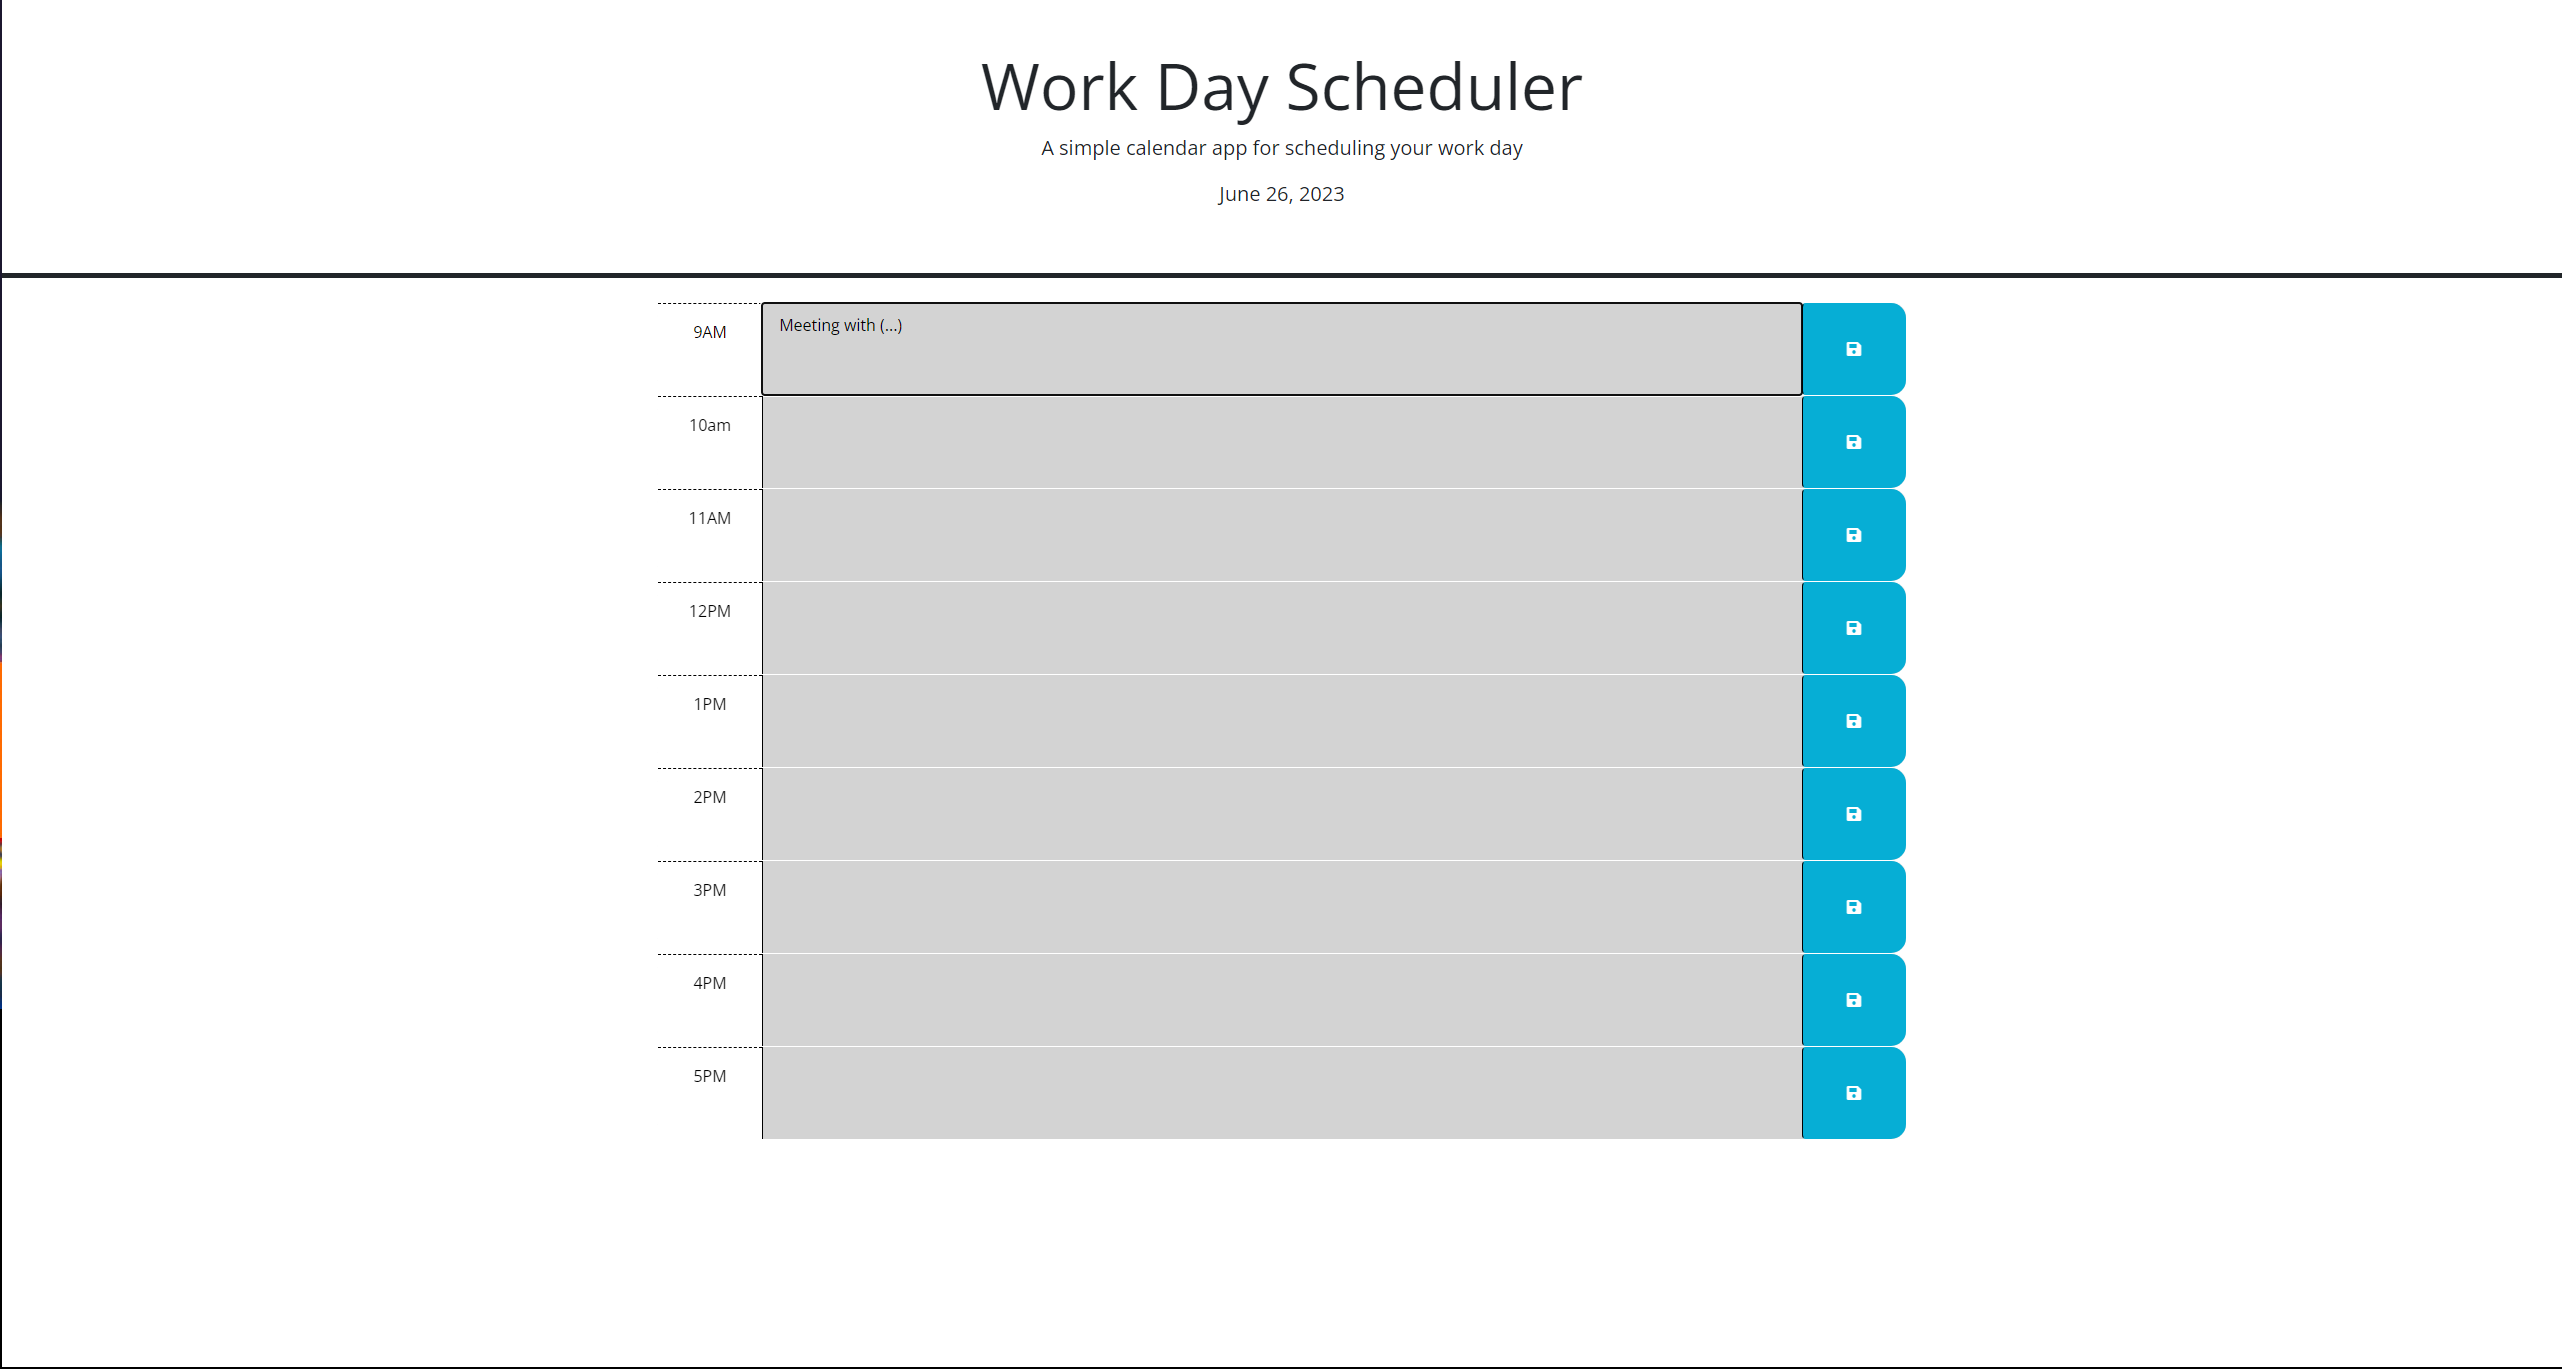 Work Day Scheduler
A simple calendar app for scheduling your work day
June 26, 2023
9AM
Meeting with (...)
10am
11AM
12PM
1PM
2PM
3PM
4PM
5PM